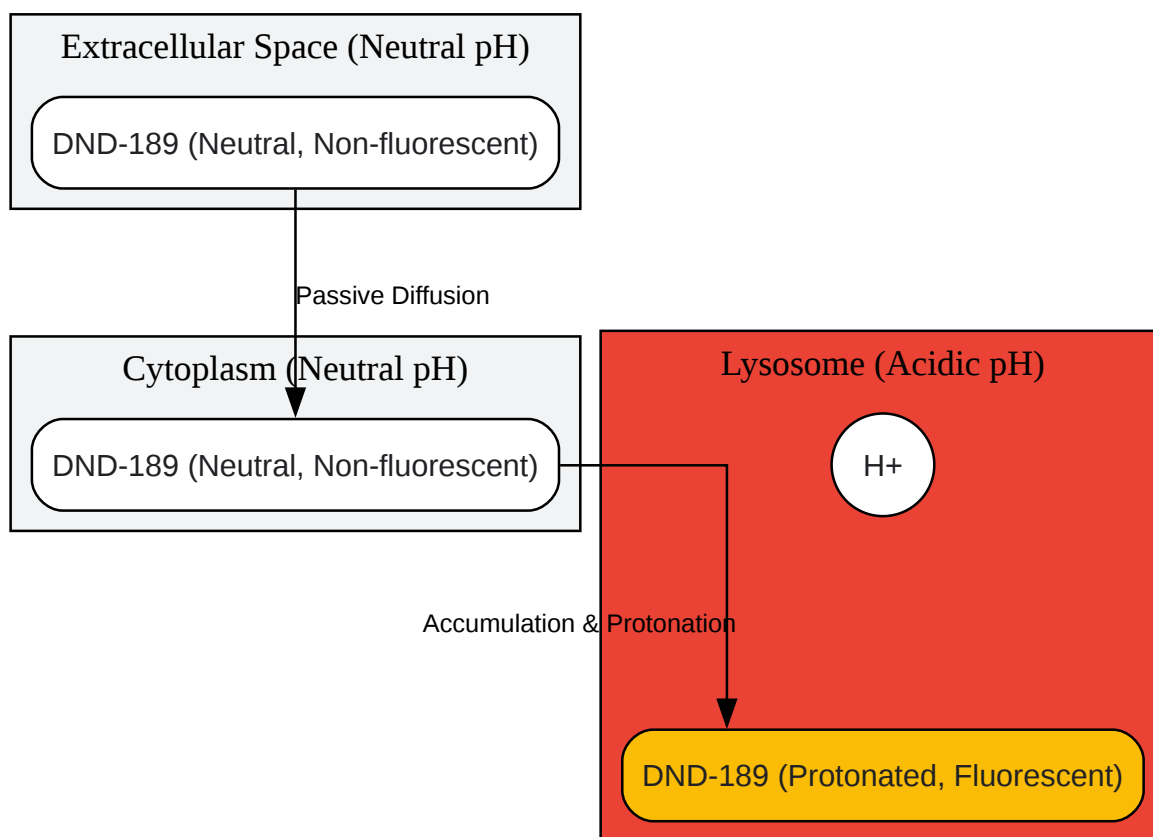 Extracellular Space (Neutral pH)
DND-189 (Neutral, Non-fluorescent)
Passive Diffusion
Cytoplasm (Neutral pH)
DND-189 (Neutral, Non-fluorescent)
Lysosome (Acidic pH)
H+
Accumulation & Protonation
DND-189 (Protonated, Fluorescent)